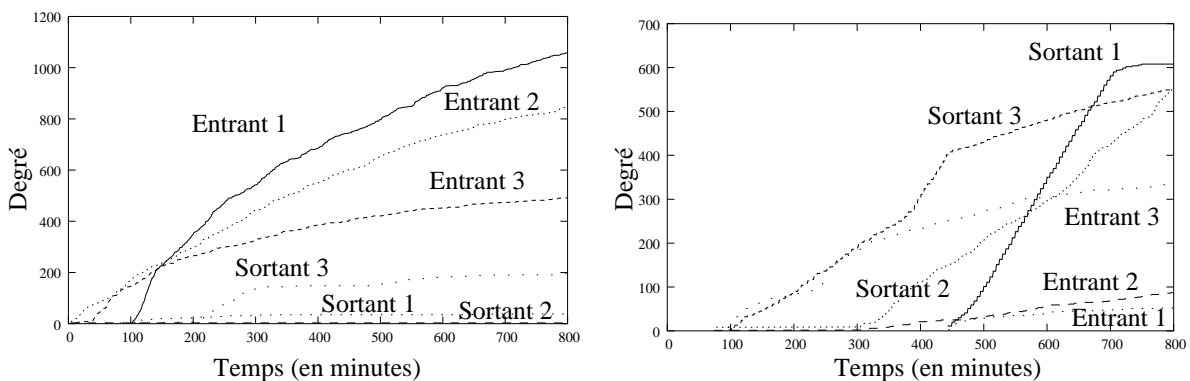 1200
1000
800
600
400
200
0
Degré
Entrant 1
Entrant 2
Entrant 3
Sortant 3
Sortant 1
Sortant 2
0 100 200 300 400 500 600 700 800
Temps (en minutes)
700
600
500
400
300
200
100
0
Degré
Sortant 1
Sortant 3
Entrant 3
Sortant 2
Entrant 2
Entrant 1
0 100 200 300 400 500 600 700 800
Temps (en minutes)